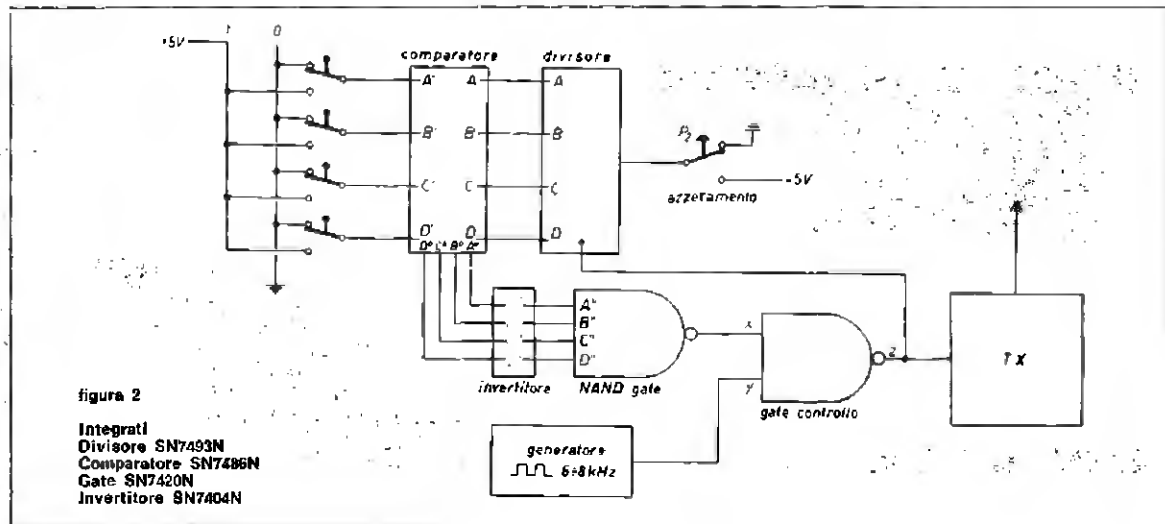 1 0
+5V
comparatore
divisore
A' A A
B' B B
C' C C
D' D D
D° C° B° A°
P2
-5V
azzeramento
A"
B"
C"
D"
invertitore
NAND gate
x
y
z
gate controllo
TX
generatore
6÷8kHz
figura 2
Integrati
Divisore SN7493N
Comparatore SN7486N
Gate SN7420N
Invertitore SN7404N